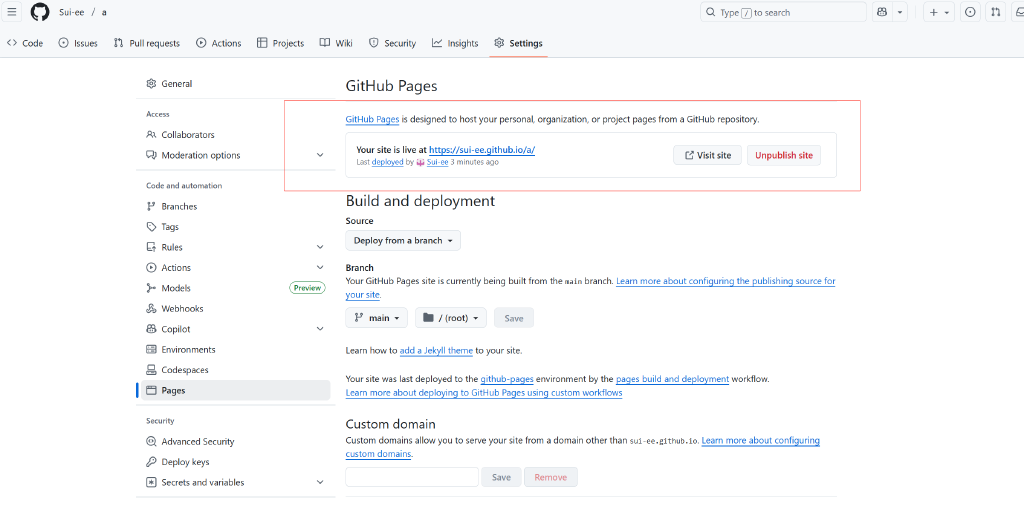 Sui-ee / a
Type / to search
Code
Issues
Pull requests
Actions
Projects
Wiki
Security
Insights
Settings
General
Access
Collaborators
Moderation options
Code and automation
Branches
Tags
Rules
Actions
Models Preview
Webhooks
Copilot
Environments
Codespaces
Pages
Security
Advanced Security
Deploy keys
Secrets and variables
GitHub Pages
GitHub Pages is designed to host your personal, organization, or project pages from a GitHub repository.
Your site is live at https://sui-ee.github.io/a/
Last deployed by Sui-ee 3 minutes ago
Visit site
Unpublish site
Build and deployment
Source
Deploy from a branch
Branch
Your GitHub Pages site is currently being built from the main branch. Learn more about configuring the publishing source for
your site.
main
/ (root)
Save
Learn how to add a Jekyll theme to your site.
Your site was last deployed to the github-pages environment by the pages build and deployment workflow.
Learn more about deploying to GitHub Pages using custom workflows
Custom domain
Custom domains allow you to serve your site from a domain other than sui-ee.github.io. Learn more about configuring
custom domains.
Save
Remove